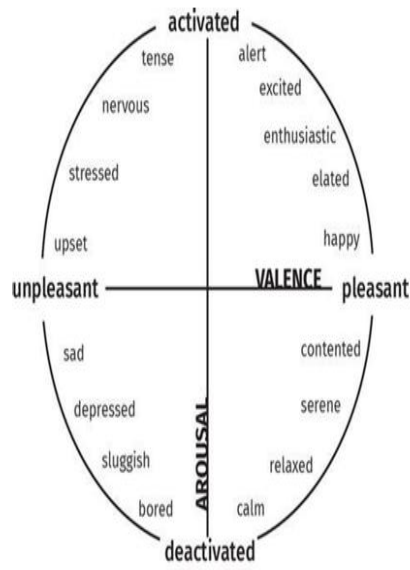 activated
tense
alert
excited
nervous
enthusiastic
stressed
elated
upset
happy
VALENCE
unpleasant
pleasant
sad
contented
depressed
serene
AROUSAL
sluggish
relaxed
bored
calm
deactivated